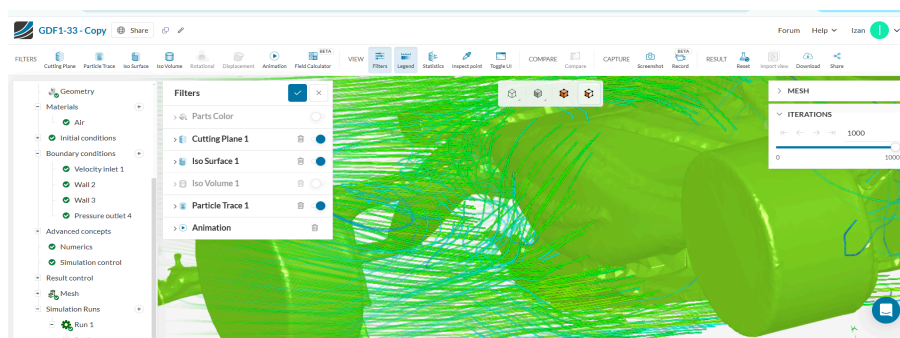 GDF1-33 - Copy Share Forum Help Izan I
FILTERS Cutting Plane Particle Trace Iso Surface Iso Volume Rotational Displacement Animation BETA Field Calculator VIEW Filters Legend Statistics Inspect point Toggle UI COMPARE Compare CAPTURE Screenshot BETA Record RESULT Reset Import view Download Share
Geometry
Materials
Air
Initial conditions
Boundary conditions
Velocity inlet 1
Wall 2
Wall 3
Pressure outlet 4
Advanced concepts
Numerics
Simulation control
Result control
Mesh
Simulation Runs
Run 1
Filters
Parts Color
Cutting Plane 1
Iso Surface 1
Iso Volume 1
Particle Trace 1
Animation
MESH
ITERATIONS
1000
0 1000